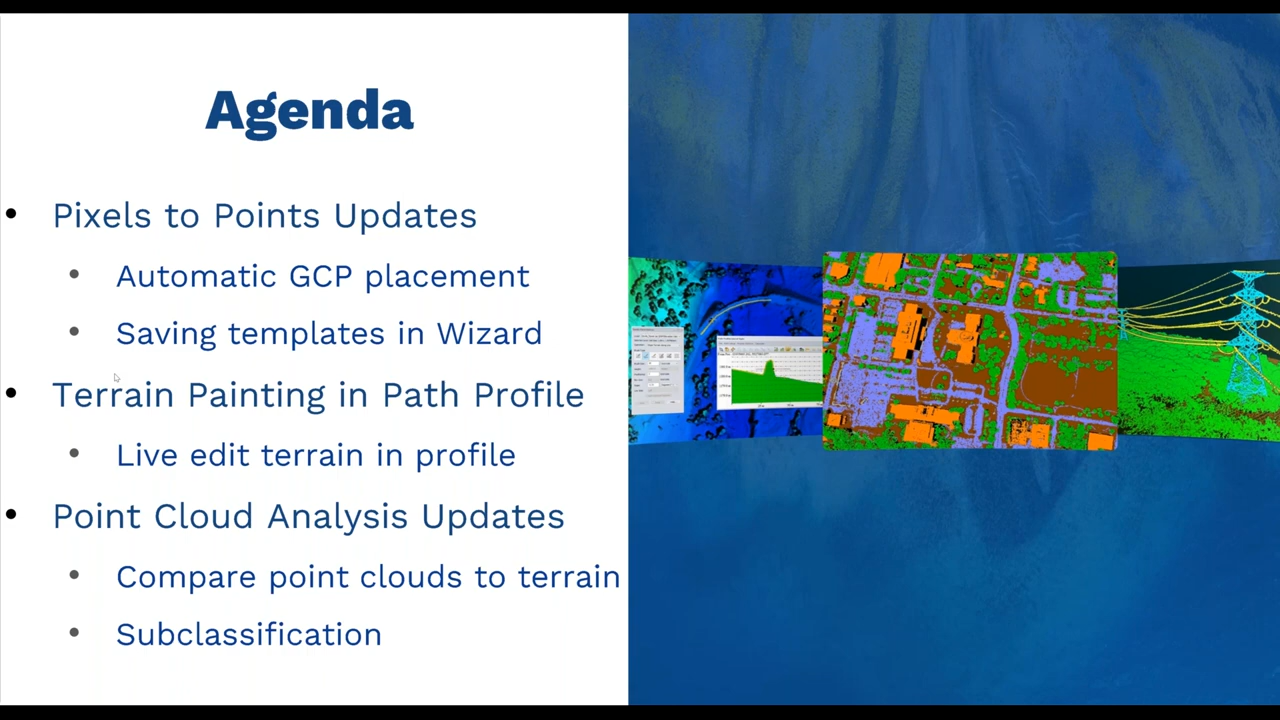 Agenda
Pixels to Points Updates
Automatic GCP placement
Saving templates in Wizard
Terrain Painting in Path Profile
Live edit terrain in profile
Point Cloud Analysis Updates
Compare point clouds to terrain
Subclassification